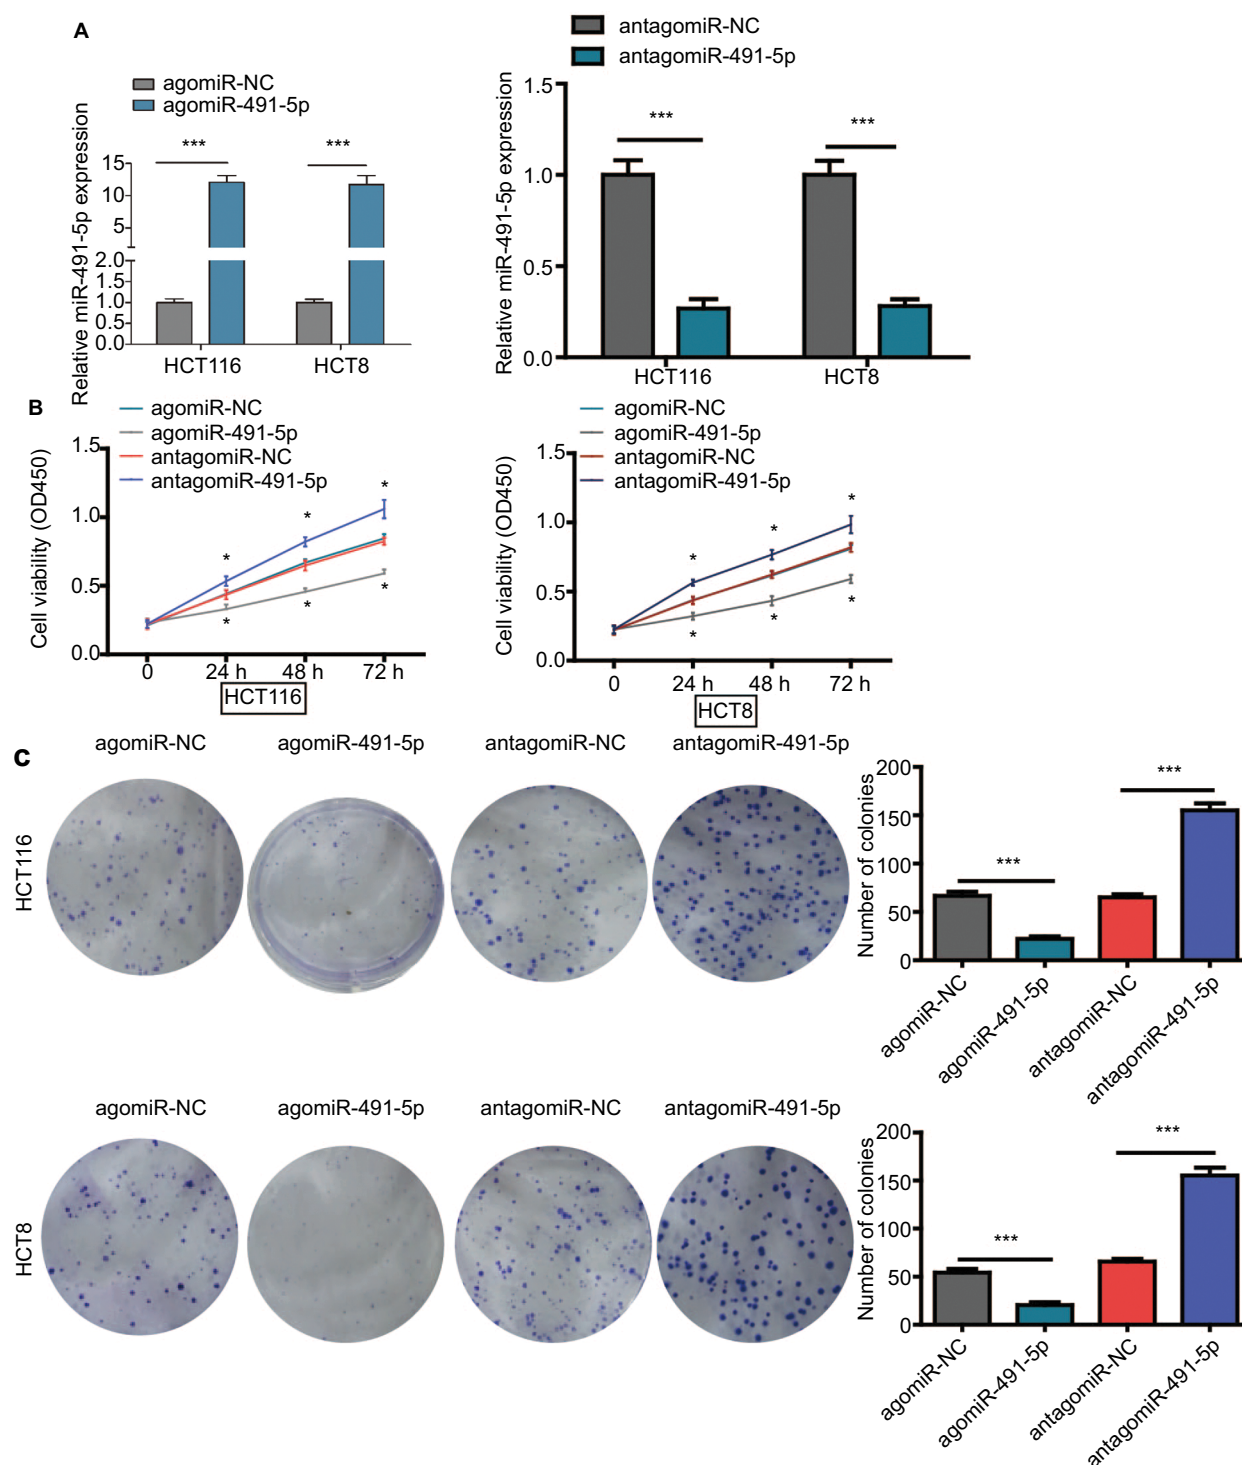 A
agomiR-NC
agomiR-491-5p
Relative miR-491-5p expression
15
10
5
2.0
1.5
1.0
0.5
0.0
***
***
HCT116
HCT8
antagomiR-NC
antagomiR-491-5p
Relative miR-491-5p expression
1.5
1.0
0.5
0.0
***
***
HCT116
HCT8
B
agomiR-NC
agomiR-491-5p
antagomiR-NC
antagomiR-491-5p
Cell viability (OD450)
1.5
1.0
0.5
0.0
*
*
*
*
*
*
0
24 h
48 h
72 h
HCT116
agomiR-NC
agomiR-491-5p
antagomiR-NC
antagomiR-491-5p
Cell viability (OD450)
1.5
1.0
0.5
0.0
*
*
*
*
*
*
0
24 h
48 h
72 h
HCT8
C
agomiR-NC
agomiR-491-5p
antagomiR-NC
antagomiR-491-5p
HCT116
Number of colonies
200
150
100
50
0
***
***
agomiR-NC
agomiR-491-5p
antagomiR-NC
antagomiR-491-5p
agomiR-NC
agomiR-491-5p
antagomiR-NC
antagomiR-491-5p
HCT8
Number of colonies
200
150
100
50
0
***
***
agomiR-NC
agomiR-491-5p
antagomiR-NC
antagomiR-491-5p